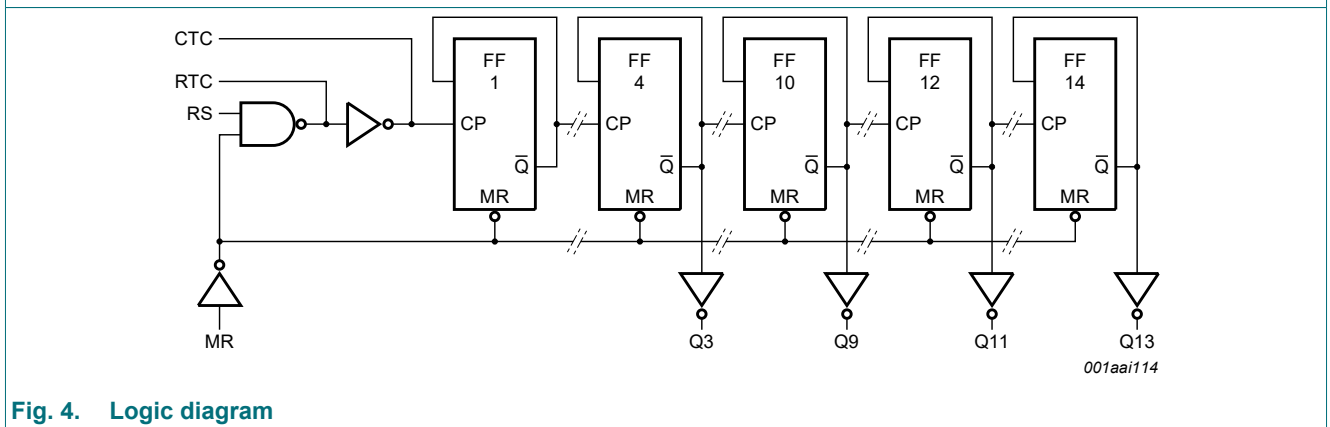 CTC
RTC
RS
FF
1
CP
Q̅
MR
FF
4
CP
Q̅
MR
FF
10
CP
Q̅
MR
FF
12
CP
Q̅
MR
FF
14
CP
Q̅
MR
MR
Q3
Q9
Q11
Q13
001aai114
Fig. 4. Logic diagram